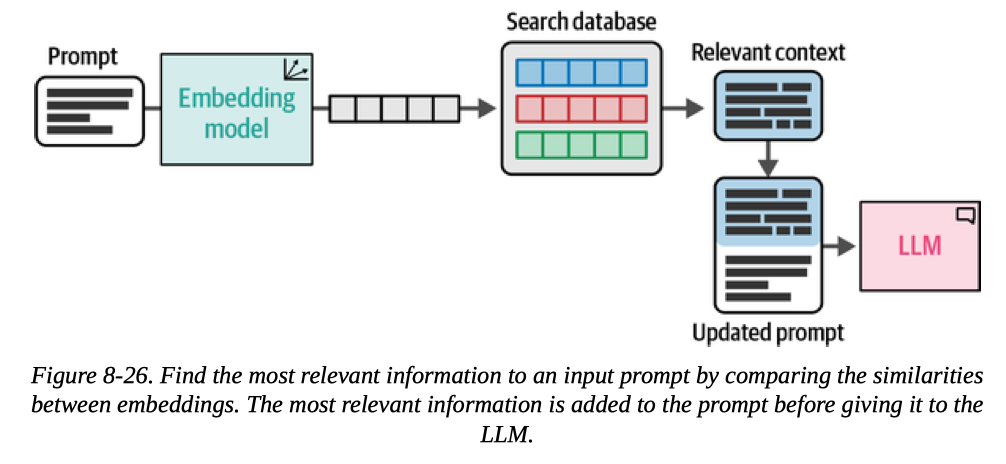 Search database
Prompt
Relevant context
Embedding
model
LLM
Updated prompt
Figure 8-26. Find the most relevant information to an input prompt by comparing the similarities
between embeddings. The most relevant information is added to the prompt before giving it to the
LLM.